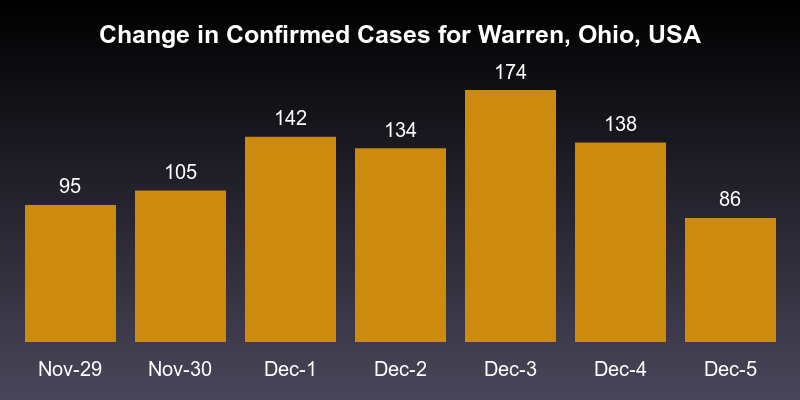 Change in Confirmed Cases for Warren, Ohio, USA
95
105
142
134
174
138
86
Nov-29
Nov-30
Dec-1
Dec-2
Dec-3
Dec-4
Dec-5